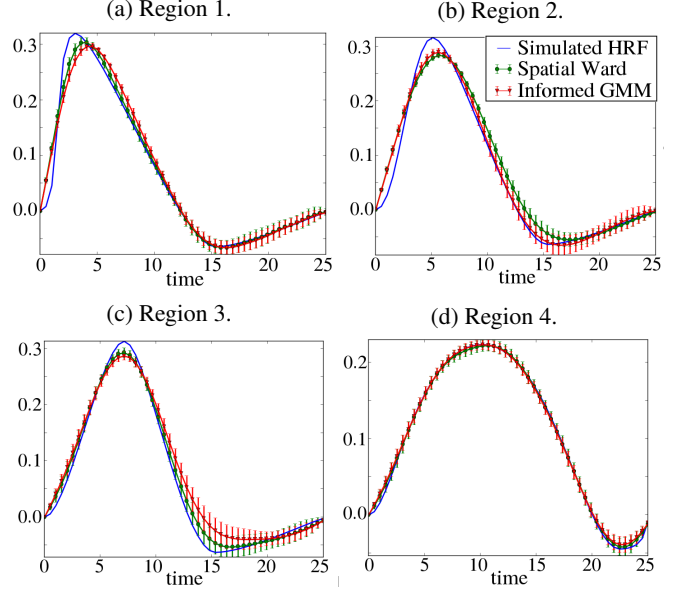 (a) Region 1.
(b) Region 2.
0.3
0.2
0.1
0.0
0 5 10 15 20 25
time
Simulated HRF
Spatial Ward
Informed GMM
0.3
0.2
0.1
0.0
0 5 10 15 20 25
time
(c) Region 3.
(d) Region 4.
0.3
0.2
0.1
0.0
0 5 10 15 20 25
time
0.2
0.1
0.0
0 5 10 15 20 25
time